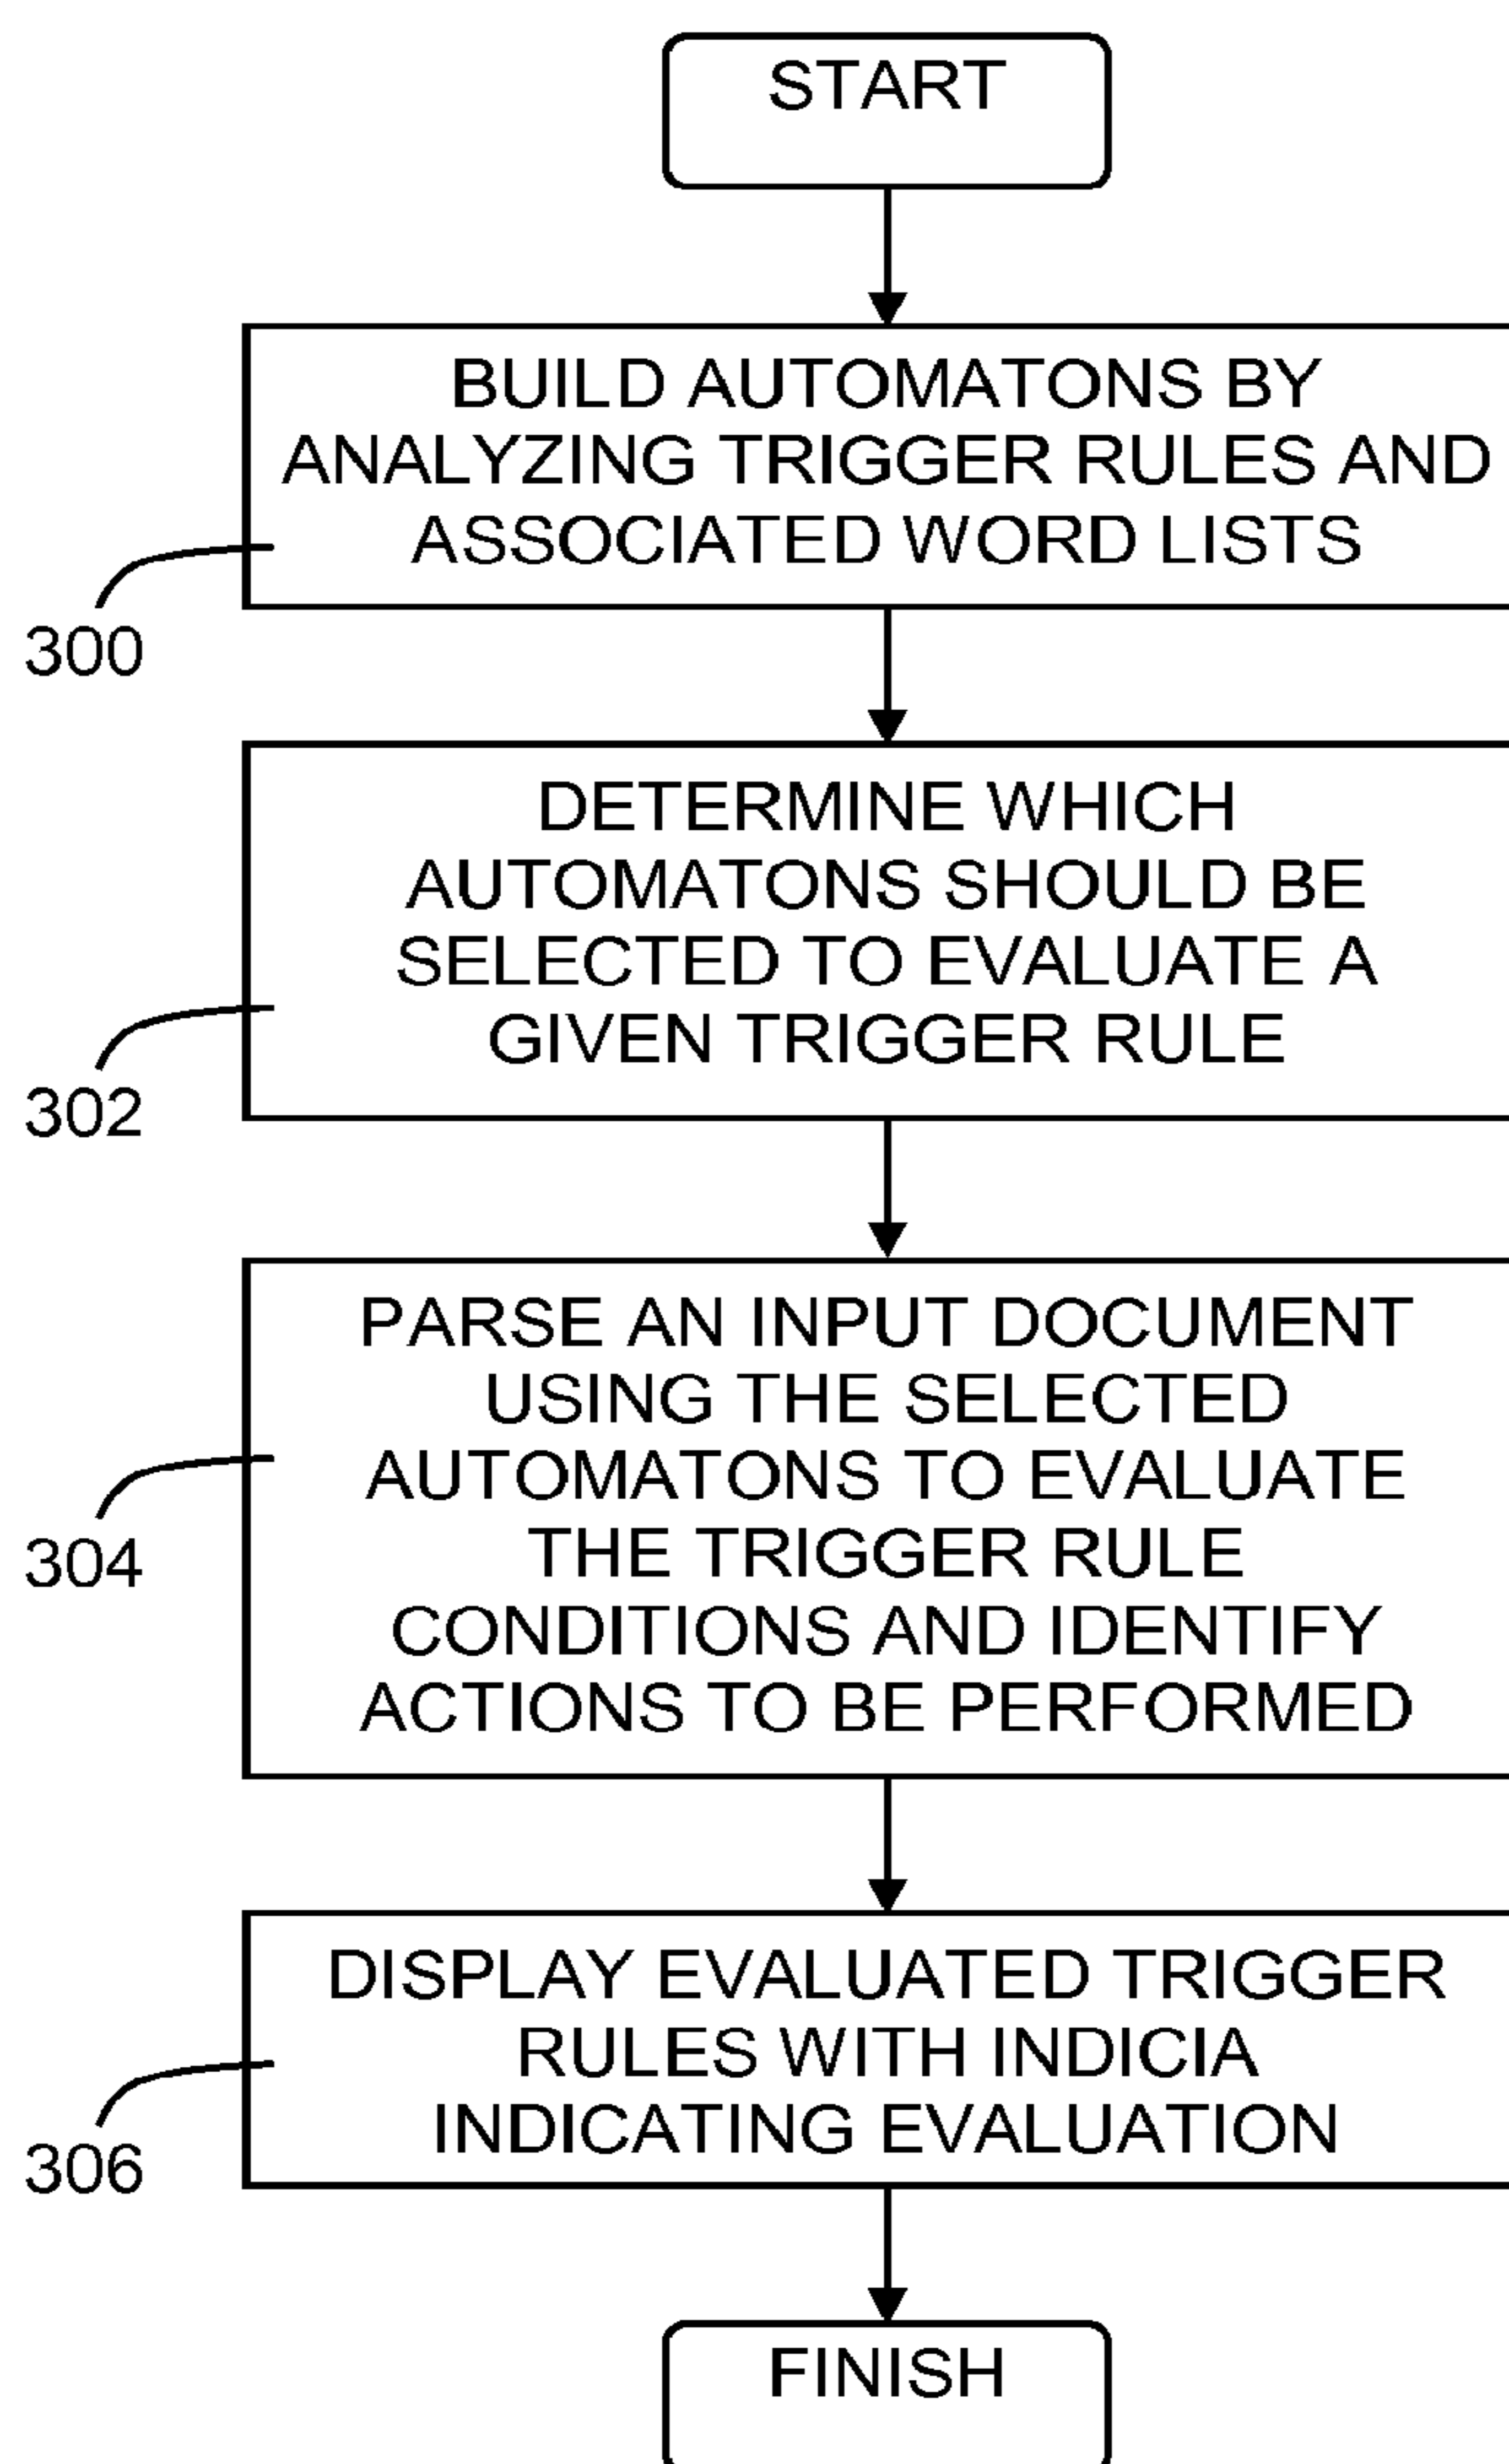 START
BUILD AUTOMATONS BY
ANALYZING TRIGGER RULES AND
ASSOCIATED WORD LISTS
300
DETERMINE WHICH
AUTOMATONS SHOULD BE
SELECTED TO EVALUATE A
GIVEN TRIGGER RULE
302
PARSE AN INPUT DOCUMENT
USING THE SELECTED
AUTOMATONS TO EVALUATE
THE TRIGGER RULE
CONDITIONS AND IDENTIFY
ACTIONS TO BE PERFORMED
304
DISPLAY EVALUATED TRIGGER
RULES WITH INDICIA
INDICATING EVALUATION
306
FINISH